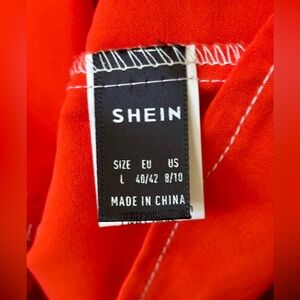 SHEIN
SIZE EU US
L 40/42 8/10
MADE IN CHINA